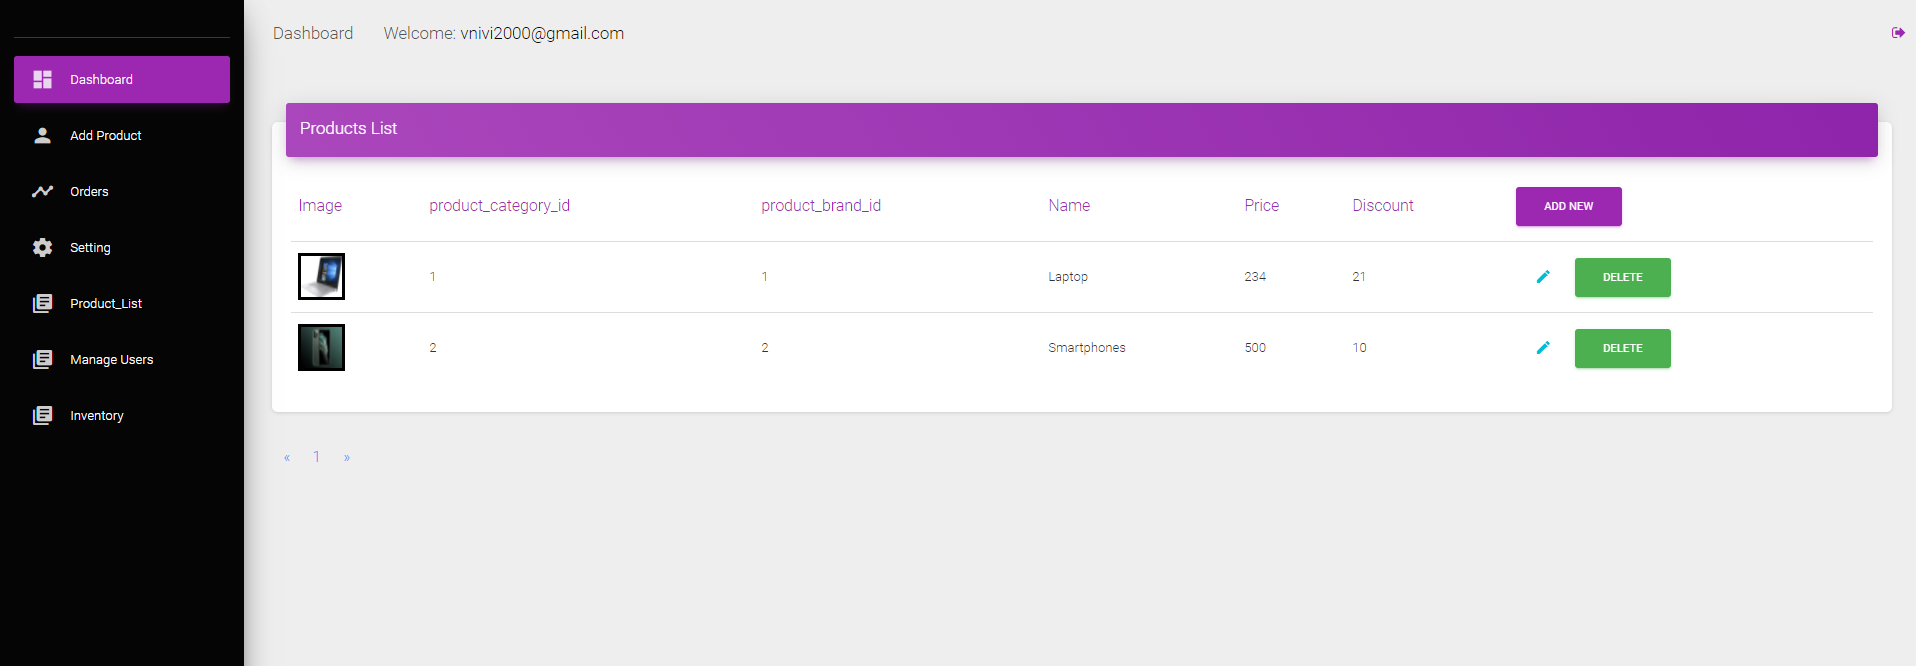 Dashboard
Add Product
Orders
Setting
Product_List
Manage Users
Inventory
Dashboard Welcome: vnivi2000@gmail.com
Products List
Image product_category_id product_brand_id Name Price Discount ADD NEW
1 1 Laptop 234 21 DELETE
2 2 Smartphones 500 10 DELETE
« 1 »